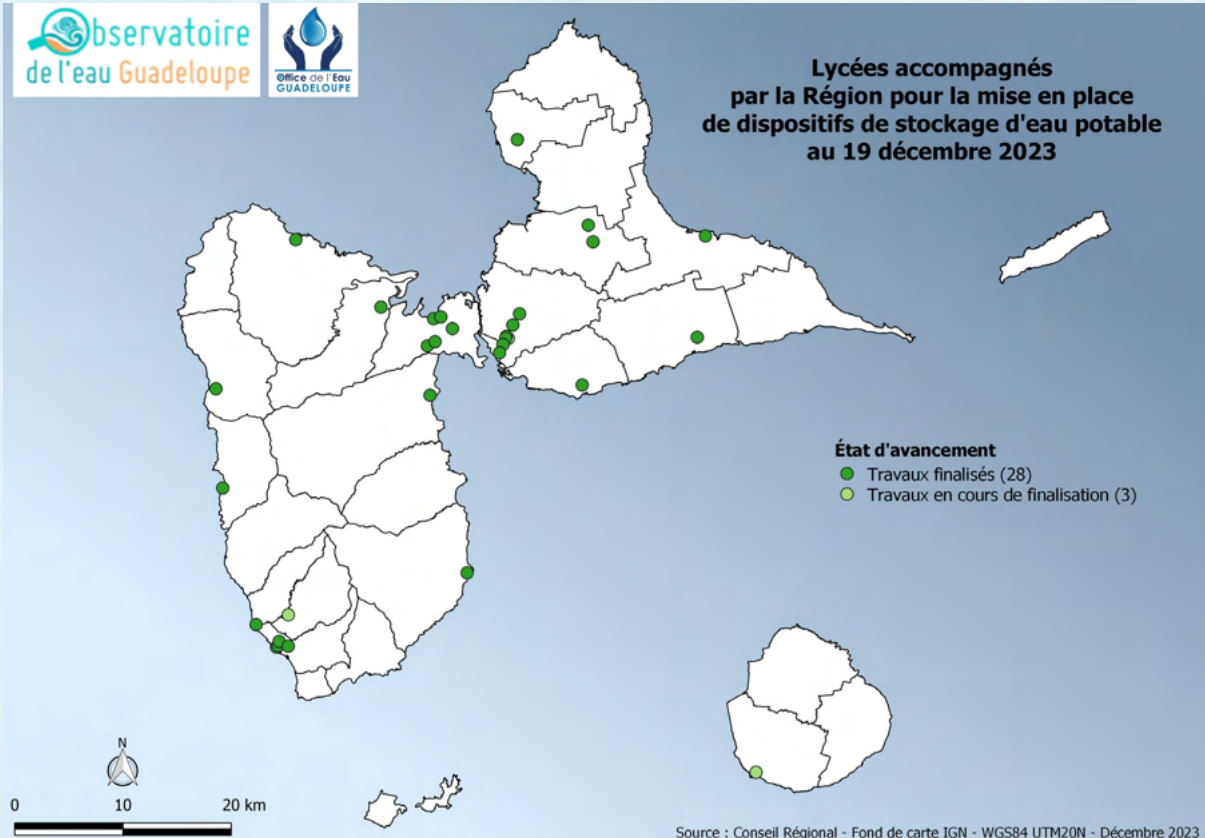 Observatoire
de l'eau Guadeloupe
Office de l'Eau
GUADELOUPE
Lycées accompagnés
par la Région pour la mise en place
de dispositifs de stockage d'eau potable
au 19 décembre 2023
État d'avancement
Travaux finalisés (28)
Travaux en cours de finalisation (3)
N
0 10 20 km
Source : Conseil Régional - Fond de carte IGN - WGS84 UTM20N - Décembre 2023